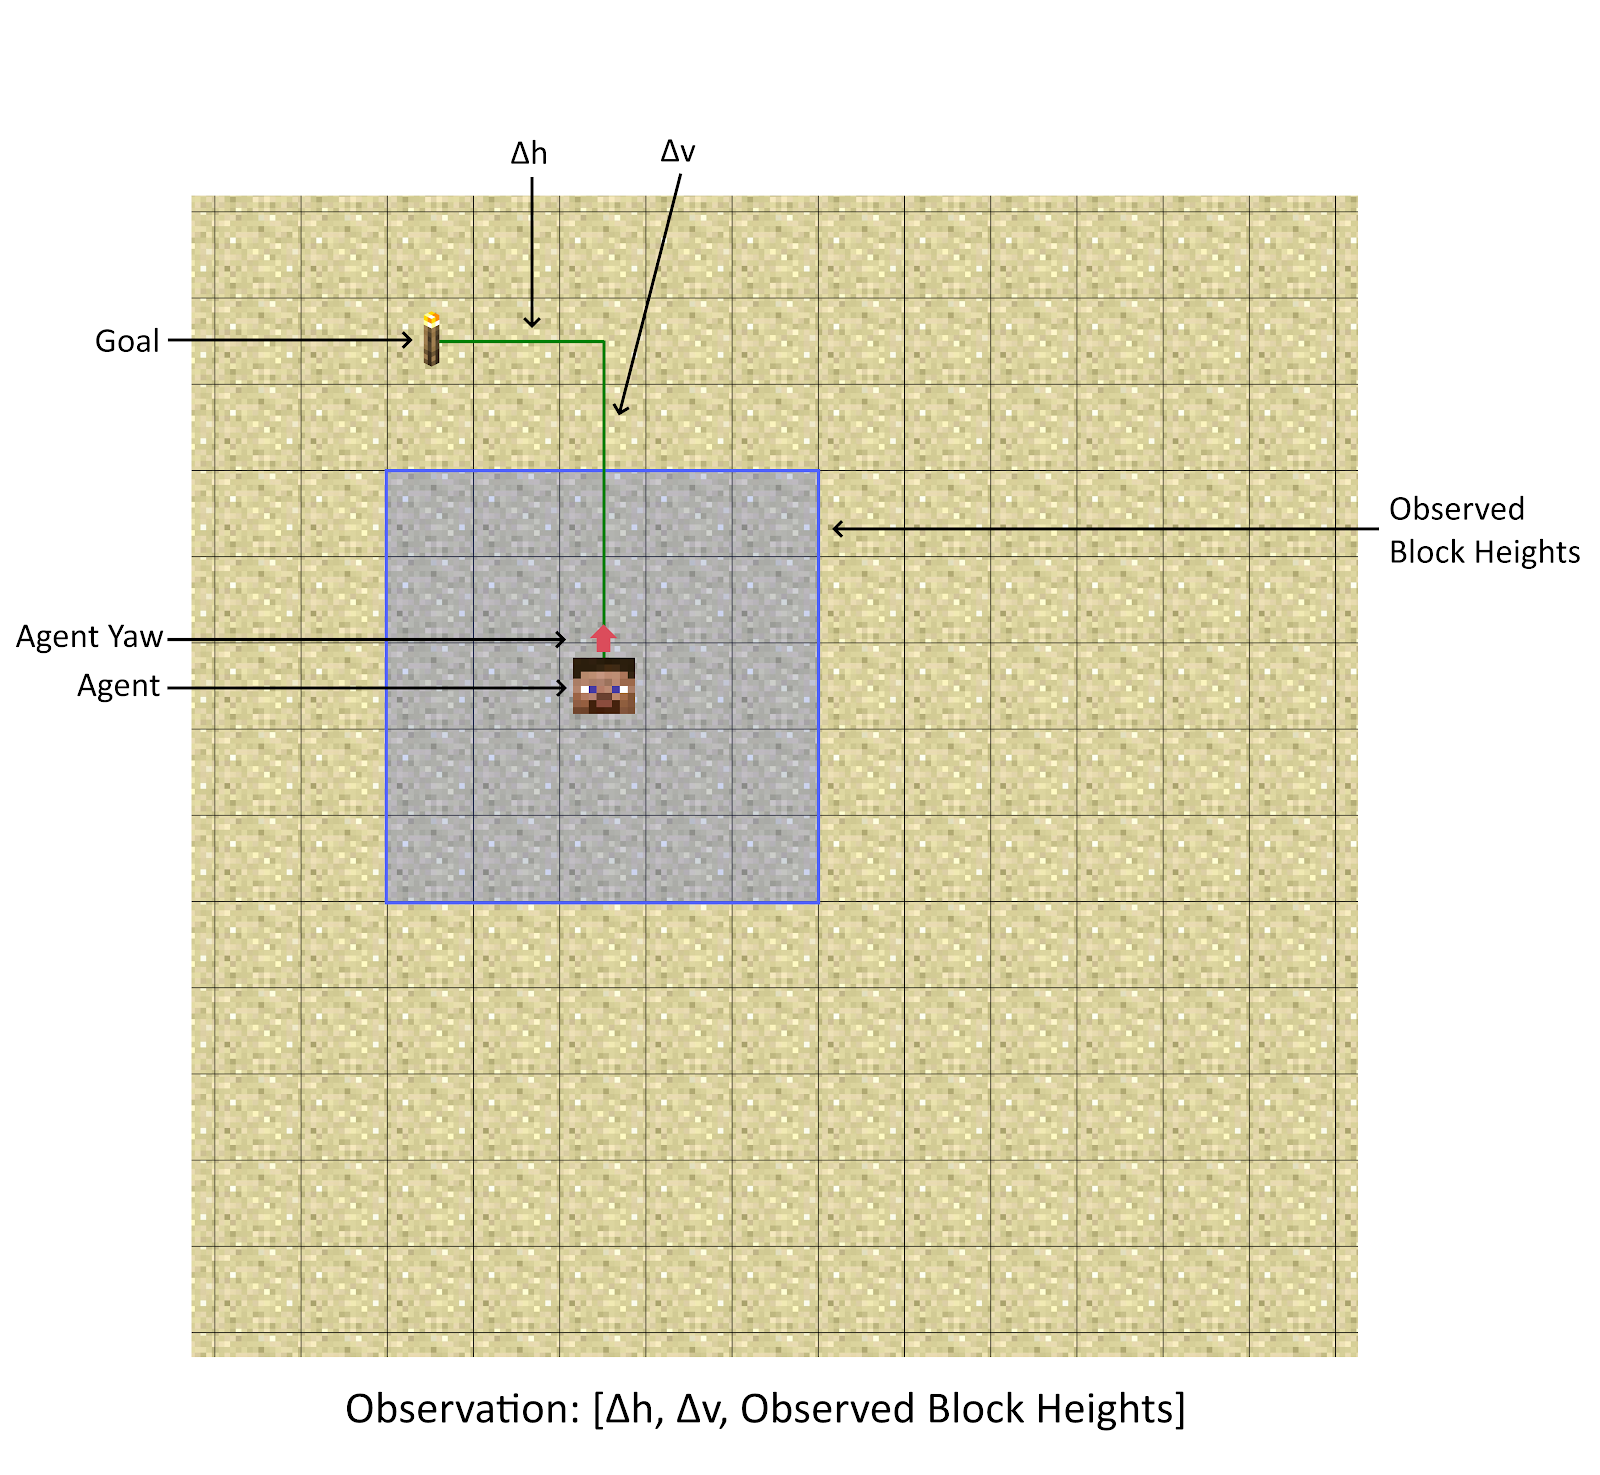 Δh
Δv
Goal
Observed
Block Heights
Agent Yaw
Agent
Observation: [Δh, Δv, Observed Block Heights]